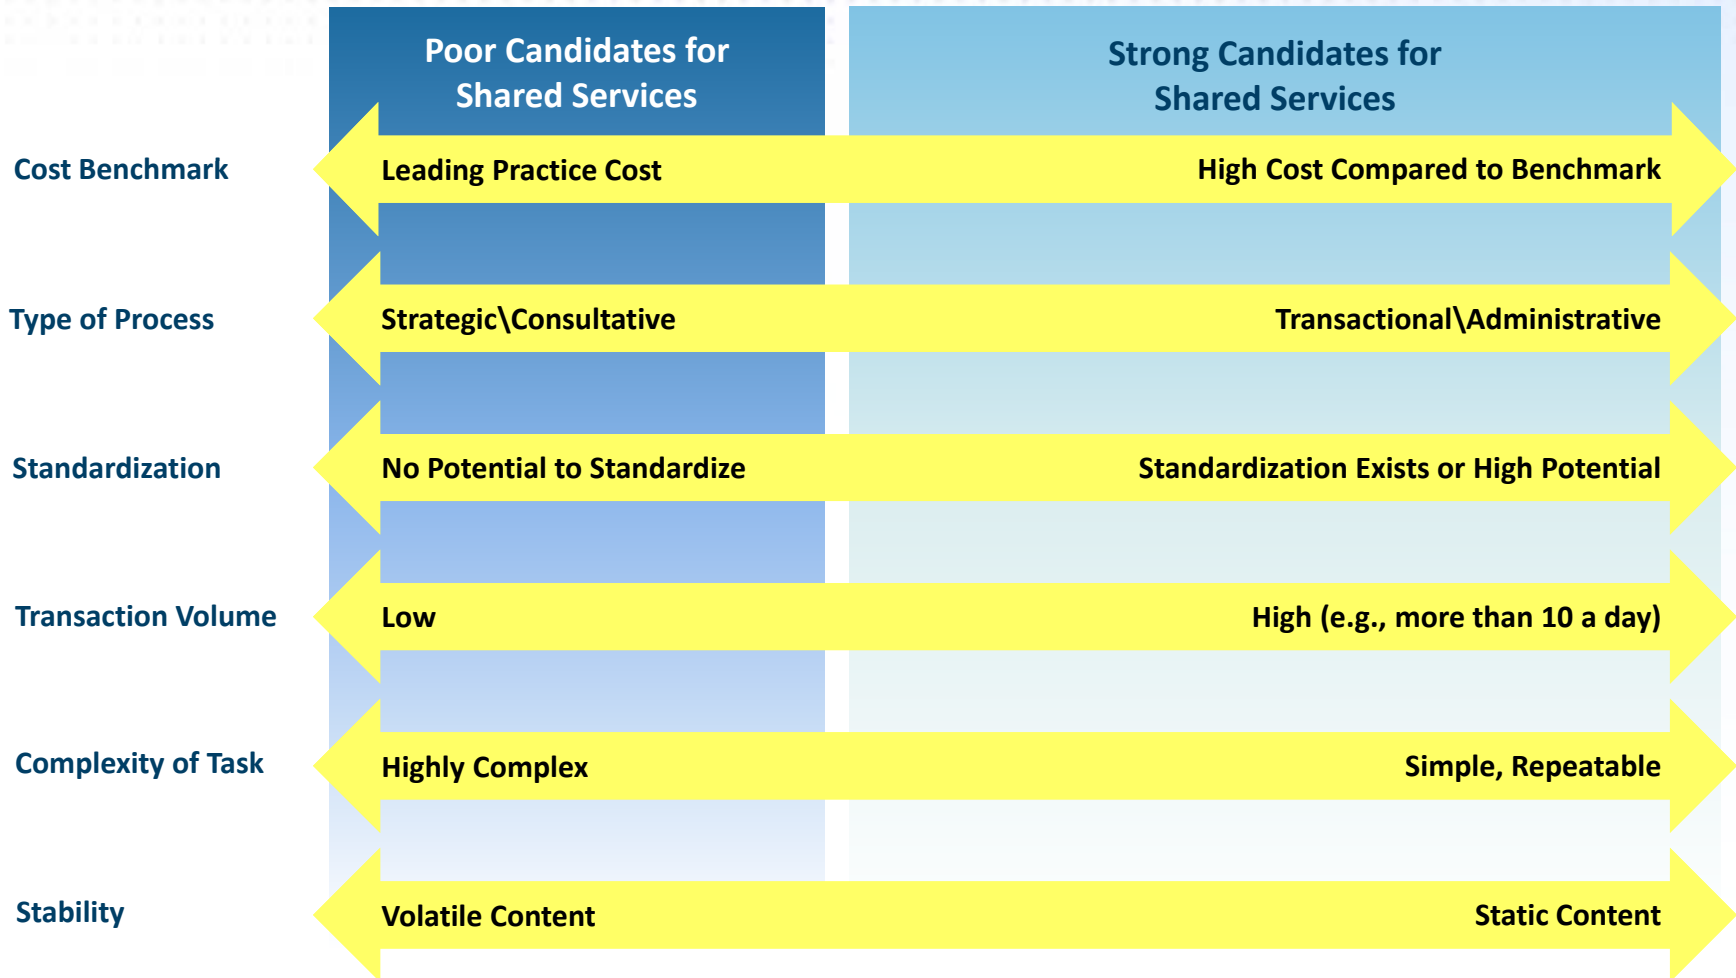 Poor Candidates for
Shared Services
Strong Candidates for
Shared Services
Cost Benchmark
Leading Practice Cost
High Cost Compared to Benchmark
Type of Process
Strategic\Consultative
Transactional\Administrative
Standardization
No Potential to Standardize
Standardization Exists or High Potential
Transaction Volume
Low
High (e.g., more than 10 a day)
Complexity of Task
Highly Complex
Simple, Repeatable
Stability
Volatile Content
Static Content